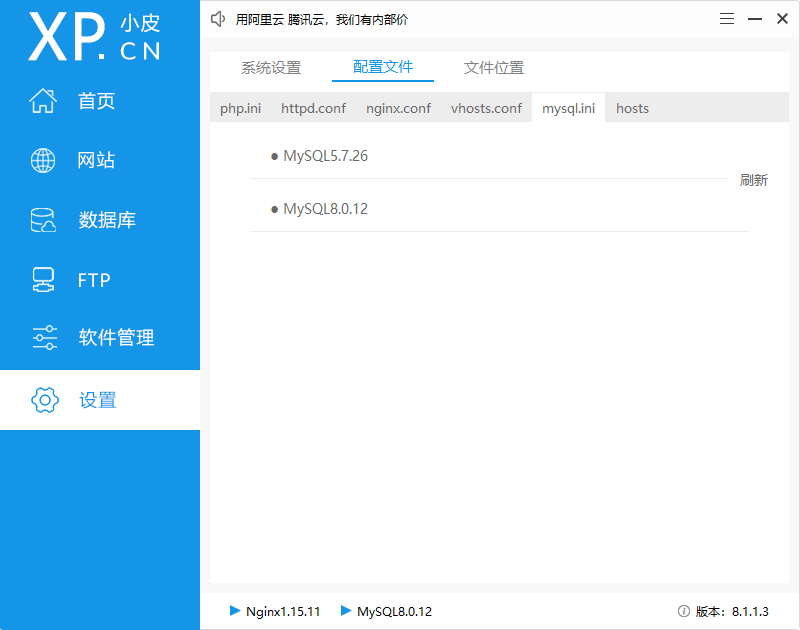 XP.CN 小皮
用阿里云 腾讯云，我们有内部价
首页
网站
数据库
FTP
软件管理
设置
系统设置 配置文件 文件位置
php.ini httpd.conf nginx.conf vhosts.conf mysql.ini hosts
● MySQL5.7.26
刷新
● MySQL8.0.12
Nginx1.15.11 MySQL8.0.12 版本：8.1.1.3